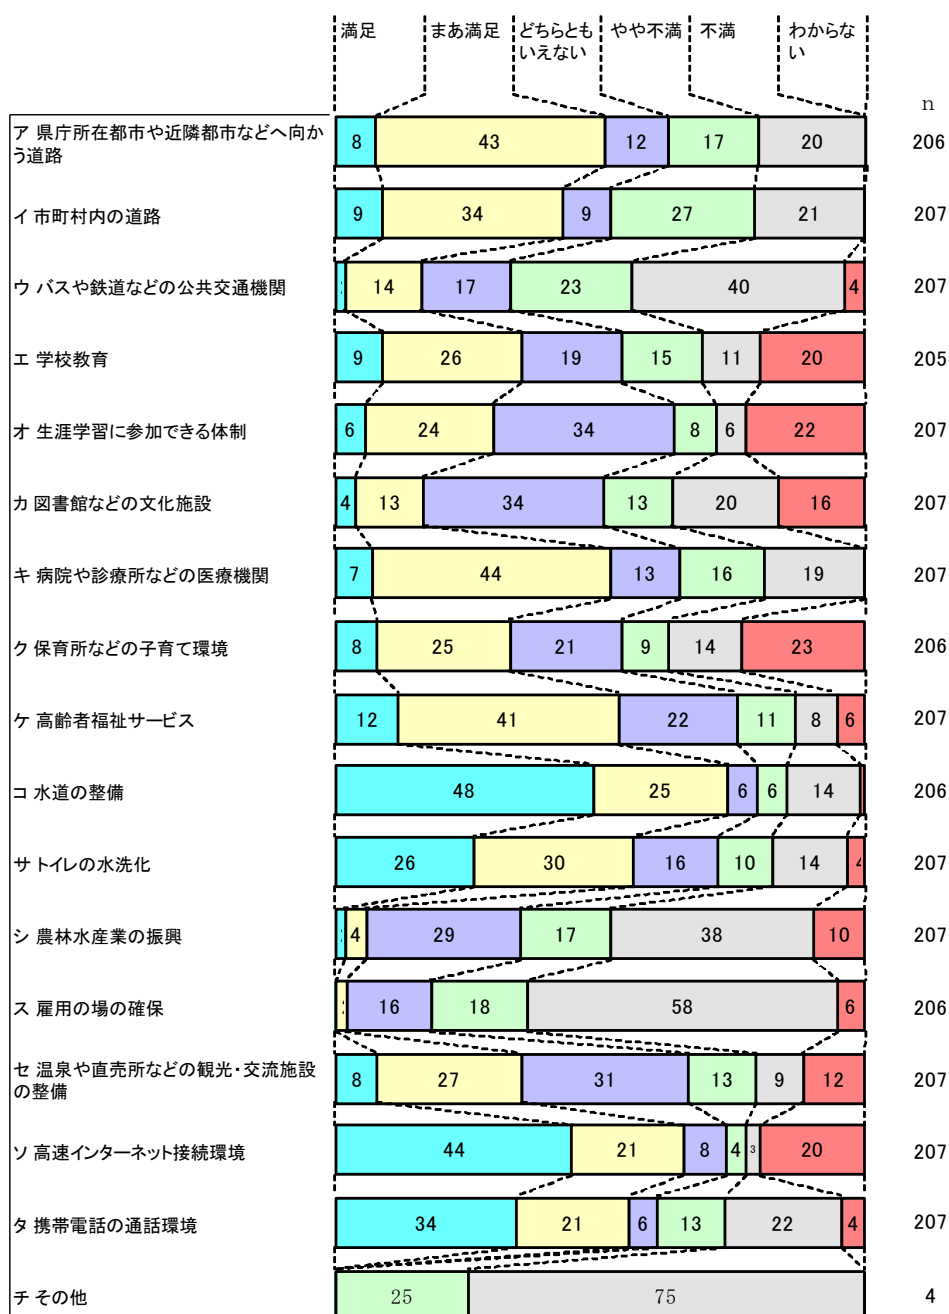 満足 まあ満足 どちらとも やや不満 不満 わからな
いえない い
n
ア 県庁所在都市や近隣都市などへ向か
う道路
8 43 12 17 20 206
イ 市町村内の道路 9 34 9 27 21 207
ウ バスや鉄道などの公共交通機関 14 17 23 40 4 207
エ 学校教育 9 26 19 15 11 20 205
オ 生涯学習に参加できる体制 6 24 34 8 6 22 207
カ 図書館などの文化施設 4 13 34 13 20 16 207
キ 病院や診療所などの医療機関 7 44 13 16 19 207
ク 保育所などの子育て環境 8 25 21 9 14 23 206
ケ 高齢者福祉サービス 12 41 22 11 8 6 207
コ 水道の整備 48 25 6 6 14 206
サ トイレの水洗化 26 30 16 10 14 4 207
シ 農林水産業の振興 4 29 17 38 10 207
ス 雇用の場の確保 16 18 58 6 206
セ 温泉や直売所などの観光・交流施設
の整備
8 27 31 13 9 12 207
ソ 高速インターネット接続環境 44 21 8 4 3 20 207
タ 携帯電話の通話環境 34 21 6 13 22 4 207
チ その他 25 75 4